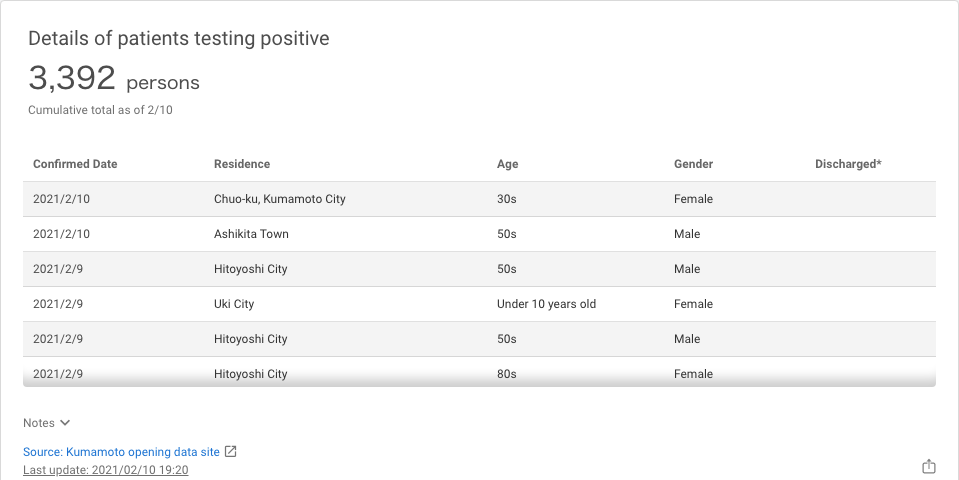 Details of patients testing positive
3,392 persons
Cumulative total as of 2/10
Confirmed Date Residence Age Gender Discharged*
2021/2/10 Chuo-ku, Kumamoto City 30s Female
2021/2/10 Ashikita Town 50s Male
2021/2/9 Hitoyoshi City 50s Male
2021/2/9 Uki City Under 10 years old Female
2021/2/9 Hitoyoshi City 50s Male
2021/2/9 Hitoyoshi City 80s Female
Notes
Source: Kumamoto opening data site
Last update: 2021/02/10 19:20